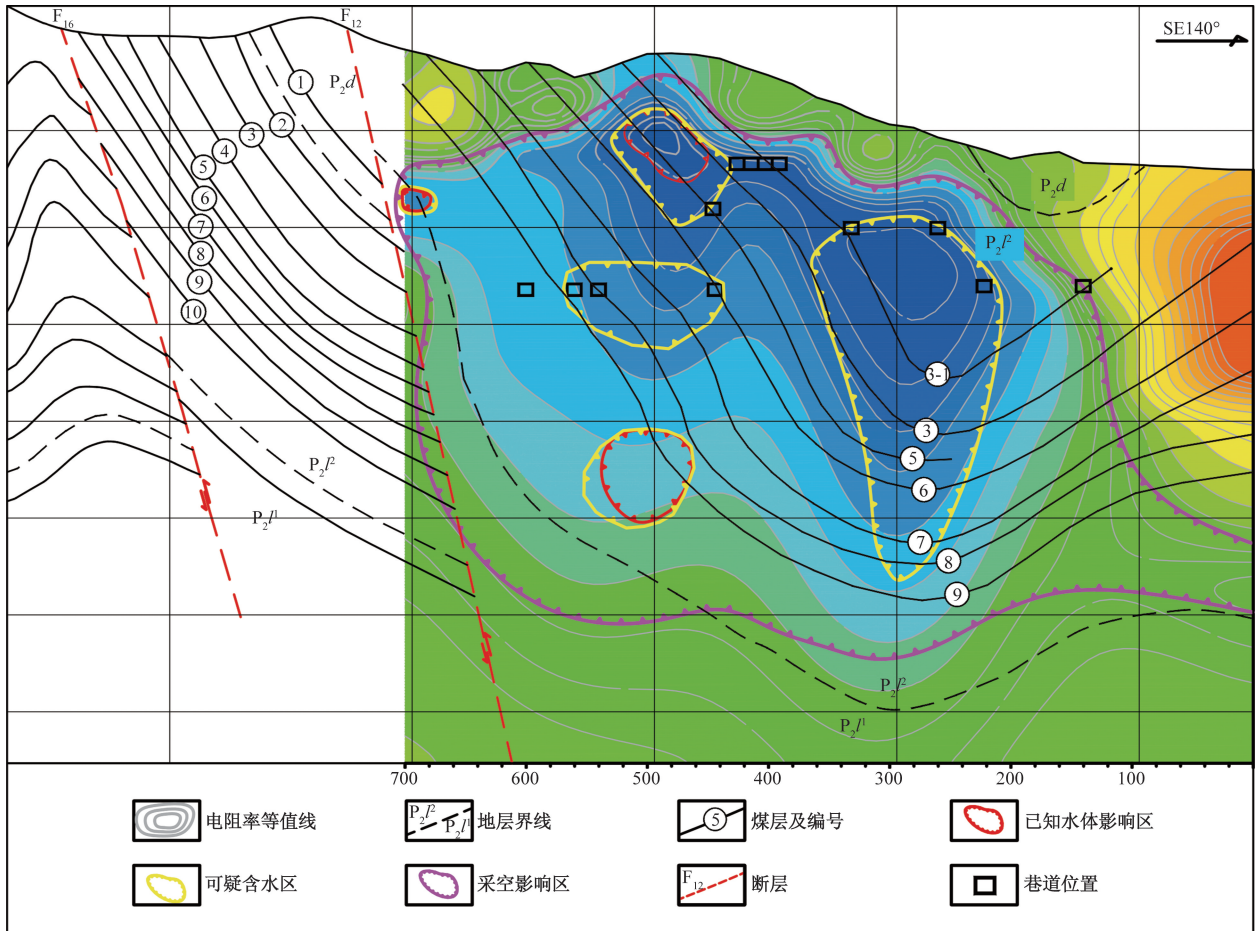 F₁₆
F₁₂
SE140°
P₂d
①
②
③
④
⑤
⑥
⑦
⑧
⑨
⑩
P₂d
P₂l²
3-1
③
⑤
⑥
⑦
⑧
⑨
P₂l²
P₂l¹
P₂l²
P₂l¹
700 600 500 400 300 200 100
电阻率等值线
P₂l² P₂l¹ 地层界线
⑤ 煤层及编号
已知水体影响区
可疑含水区
采空影响区
F₁₂ 断层
巷道位置